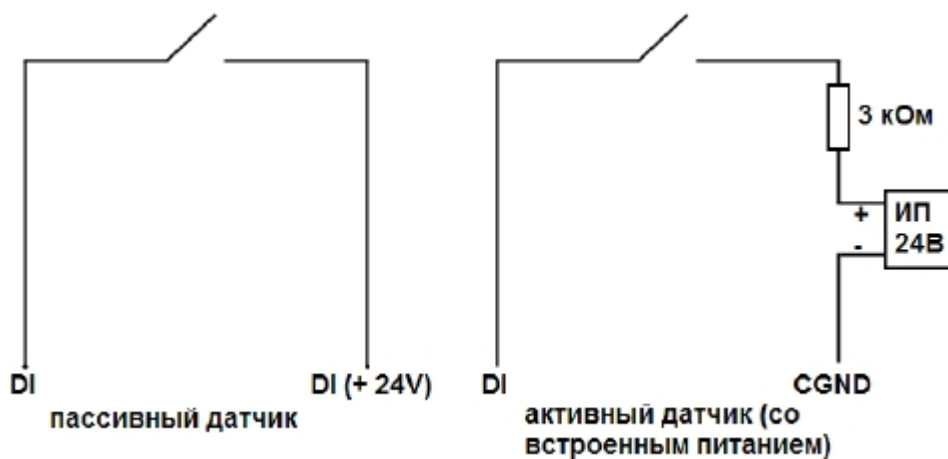 3 кОм
+ ИП
- 24В
DI
DI (+ 24V)
DI
CGND
пассивный датчик
активный датчик (со
встроенным питанием)